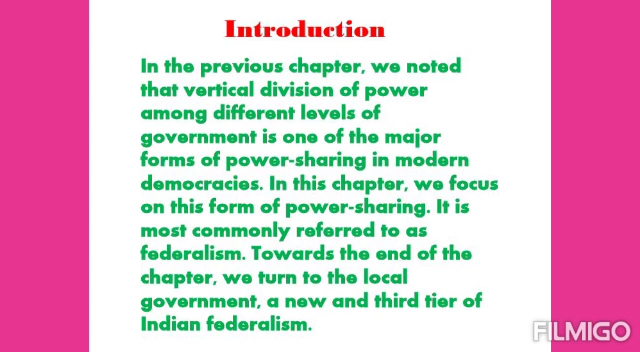 Introduction
In the previous chapter, we noted
that vertical division of power
among different levels of
government is one of the major
forms of power-sharing in modern
democracies. In this chapter, we focus
on this form of power-sharing. It is
most commonly referred to as
federalism. Towards the end of the
chapter, we turn to the local
government, a new and third tier of
Indian federalism.
FILMIGO